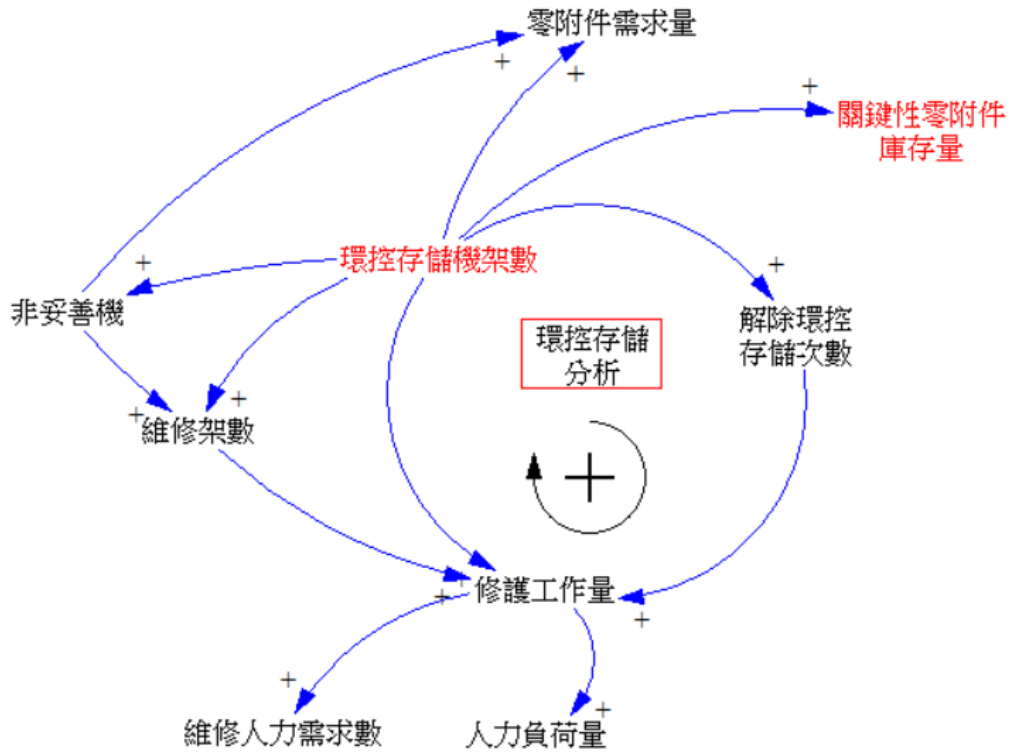 零附件需求量
+
+
+
關鍵性零附件
庫存量
環控存儲機架數
+
+
非妥善機
解除環控
存儲次數
環控存儲
分析
+
+
維修架數
+
+
+
修護工作量
+
+
維修人力需求數
+
人力負荷量